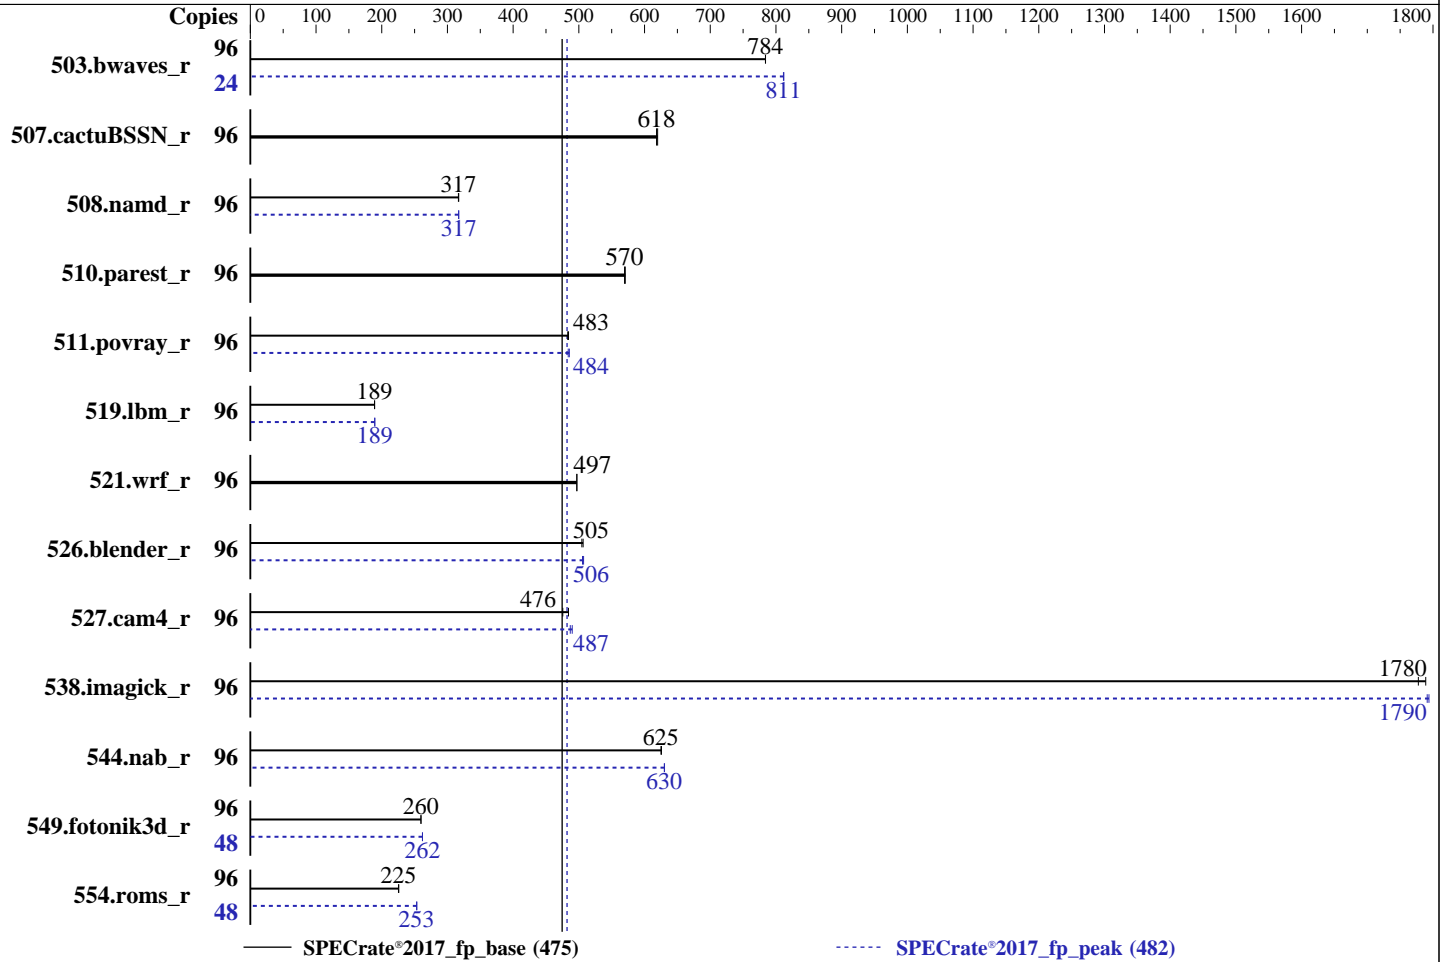 Copies 0 100 200 300 400 500 600 700 800 900 1000 1100 1200 1300 1400 1500 1600 1800
503.bwaves_r 96 784
24 811
507.cactuBSSN_r 96 618
508.namd_r 96 317
317
510.parest_r 96 570
511.povray_r 96 483
484
519.lbm_r 96 189
189
521.wrf_r 96 497
526.blender_r 96 505
506
527.cam4_r 96 476
487
538.imagick_r 96 1780
1790
544.nab_r 96 625
630
549.fotonik3d_r 96 260
48 262
554.roms_r 96 225
48 253
SPECrate®2017_fp_base (475) SPECrate®2017_fp_peak (482)